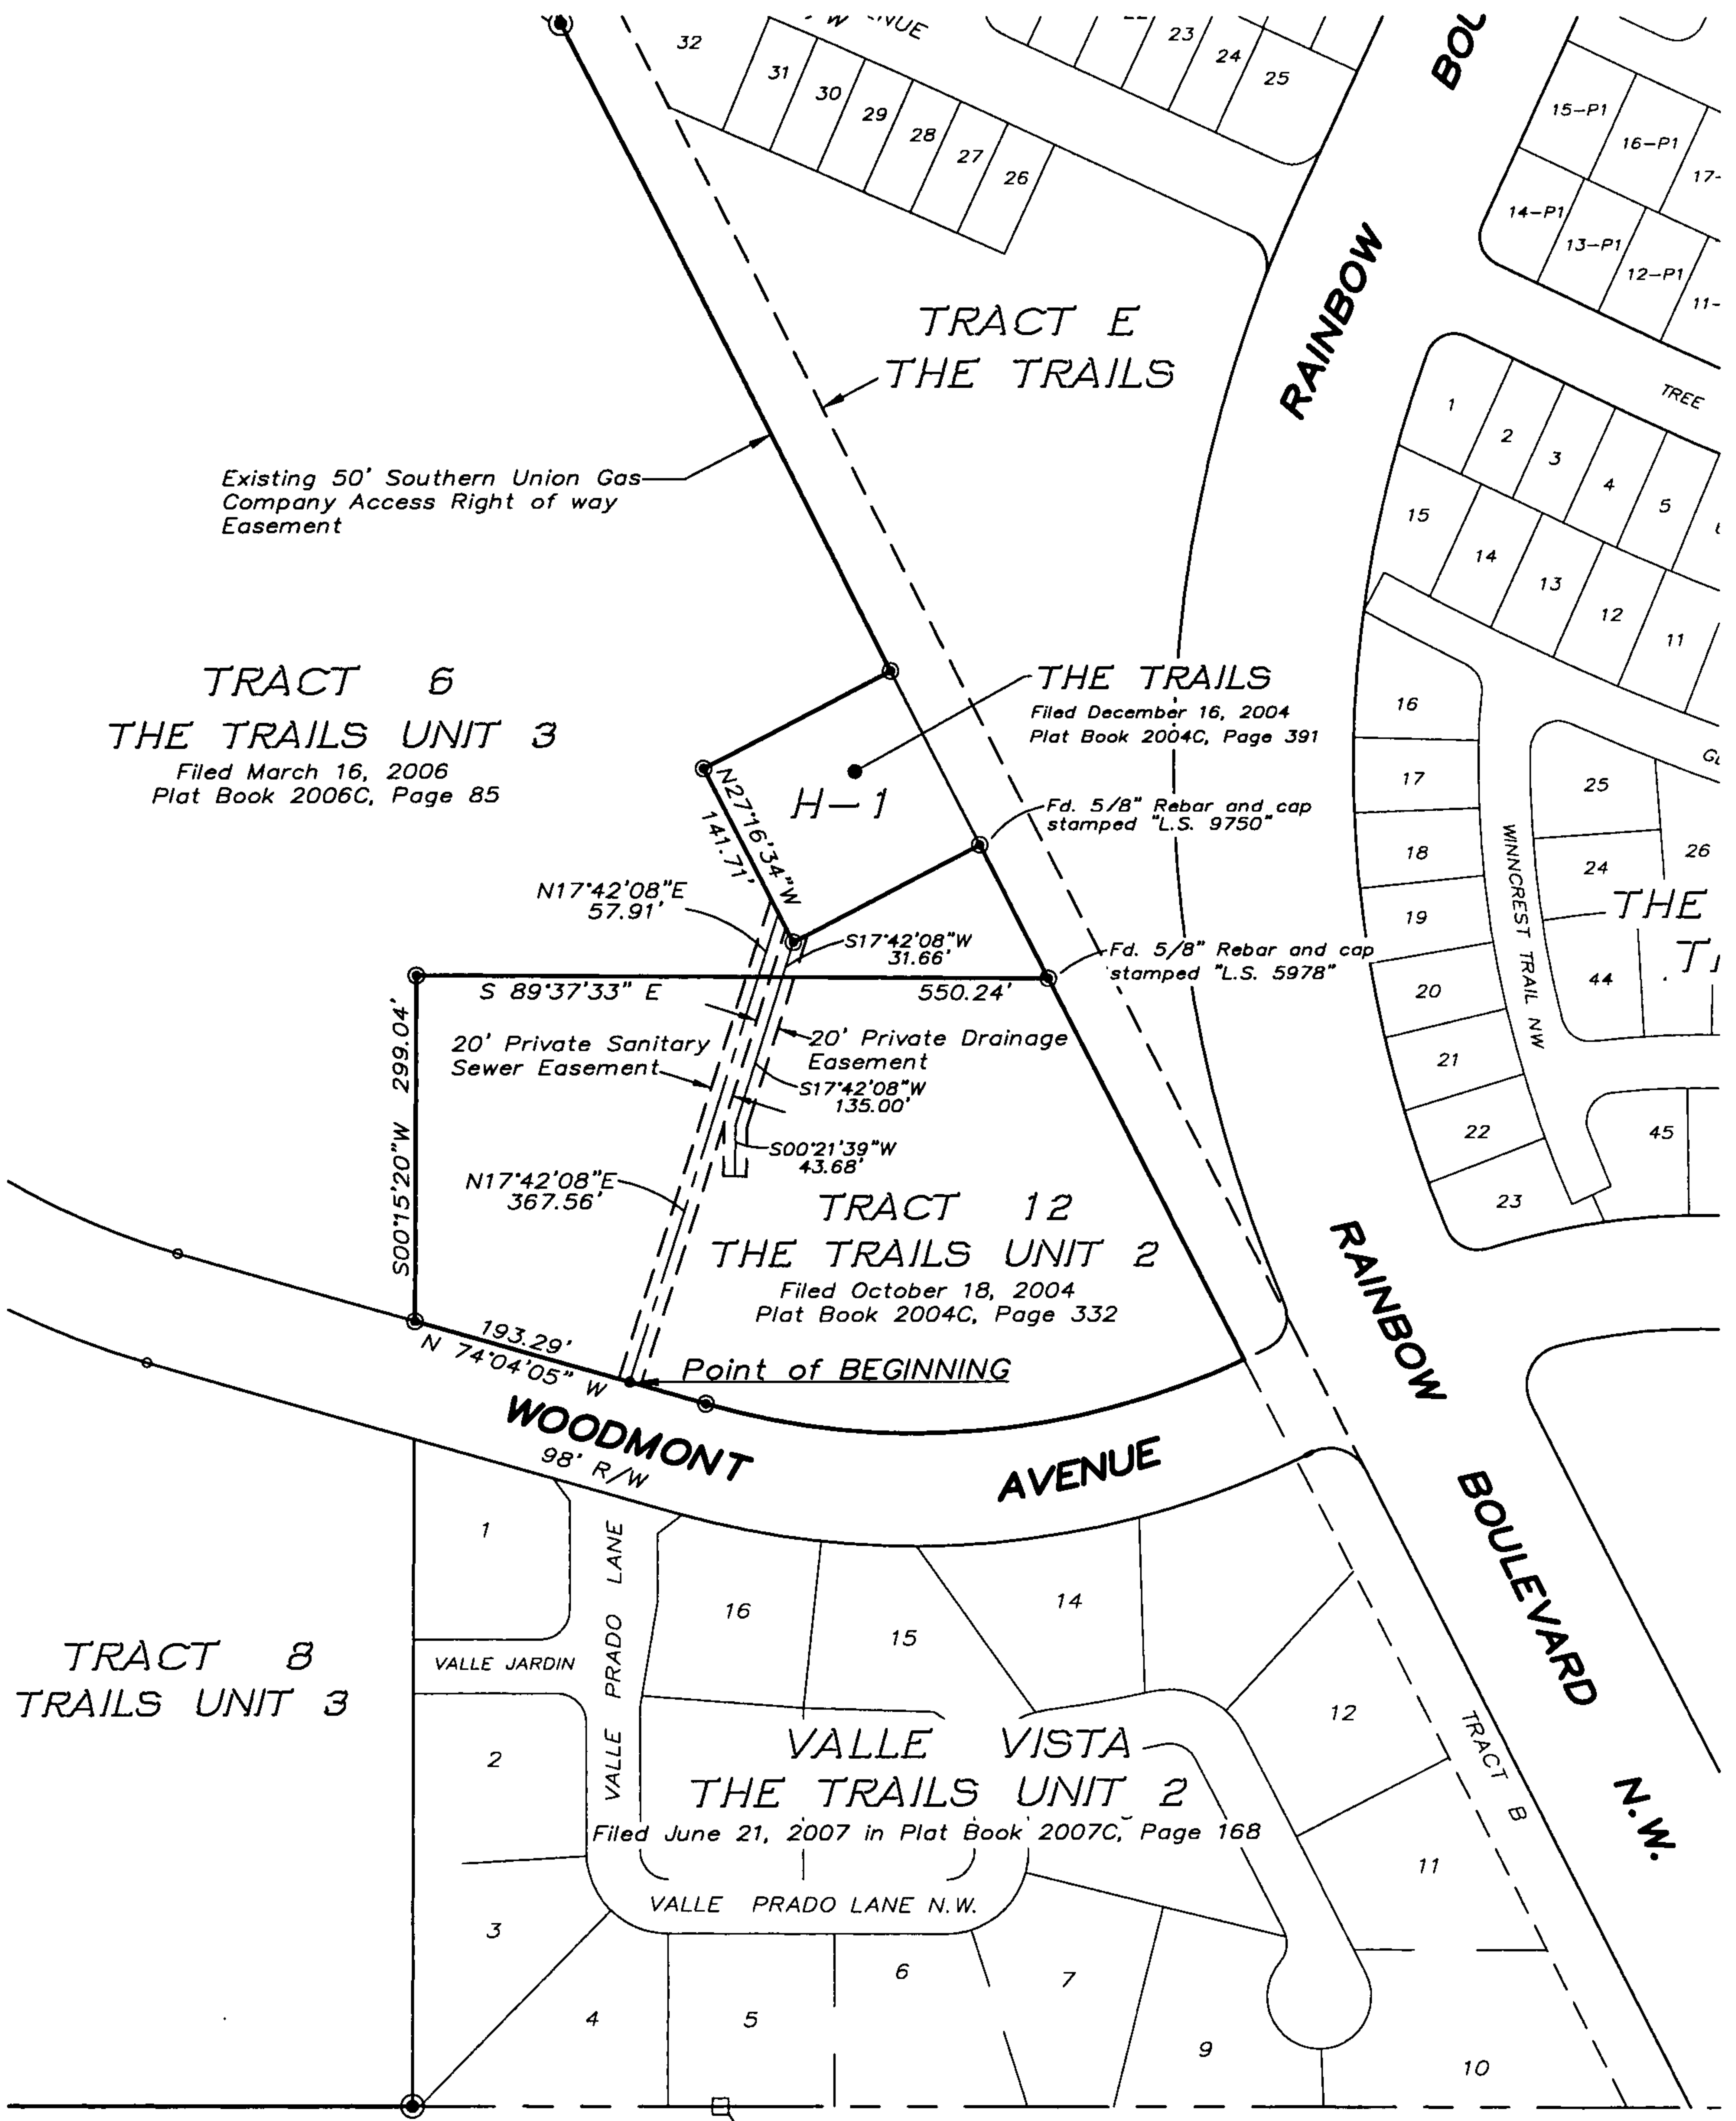 32
31
30
29
28
27
26
23
24
25
15-P1
16-P1
14-P1
13-P1
12-P1
RAINBOW
TRACT E
THE TRAILS
TREE
1
2
3
4
5
15
14
13
12
11
Existing 50' Southern Union Gas
Company Access Right of way
Easement
TRACT 6
THE TRAILS UNIT 3
Filed March 16, 2006
Plat Book 2006C, Page 85
THE TRAILS
Filed December 16, 2004
Plat Book 2004C, Page 391
H-1
N27°16'34"W
141.71'
Fd. 5/8" Rebar and cap
stamped "L.S. 9750"
16
17
18
19
20
21
22
23
WINNCREST TRAIL NW
25
24
26
44
45
THE
N17°42'08"E
57.91'
S17°42'08"W
31.66'
Fd. 5/8" Rebar and cap
stamped "L.S. 5978"
S 89°37'33" E
550.24'
S00°15'20"W 299.04'
20' Private Sanitary
Sewer Easement
20' Private Drainage
Easement
S17°42'08"W
135.00'
S00°21'39"W
43.68'
N17°42'08"E
367.56'
TRACT 12
THE TRAILS UNIT 2
Filed October 18, 2004
Plat Book 2004C, Page 332
193.29'
N 74°04'05" W
Point of BEGINNING
WOODMONT AVENUE
98' R/W
RAINBOW BOULEVARD N.W.
TRACT 8
TRAILS UNIT 3
1
VALLE JARDIN
VALLE PRADO LANE
16
15
14
12
TRACT B
2
VALLE VISTA
THE TRAILS UNIT 2
Filed June 21, 2007 in Plat Book 2007C, Page 168
11
VALLE PRADO LANE N.W.
3
4
5
6
7
9
10